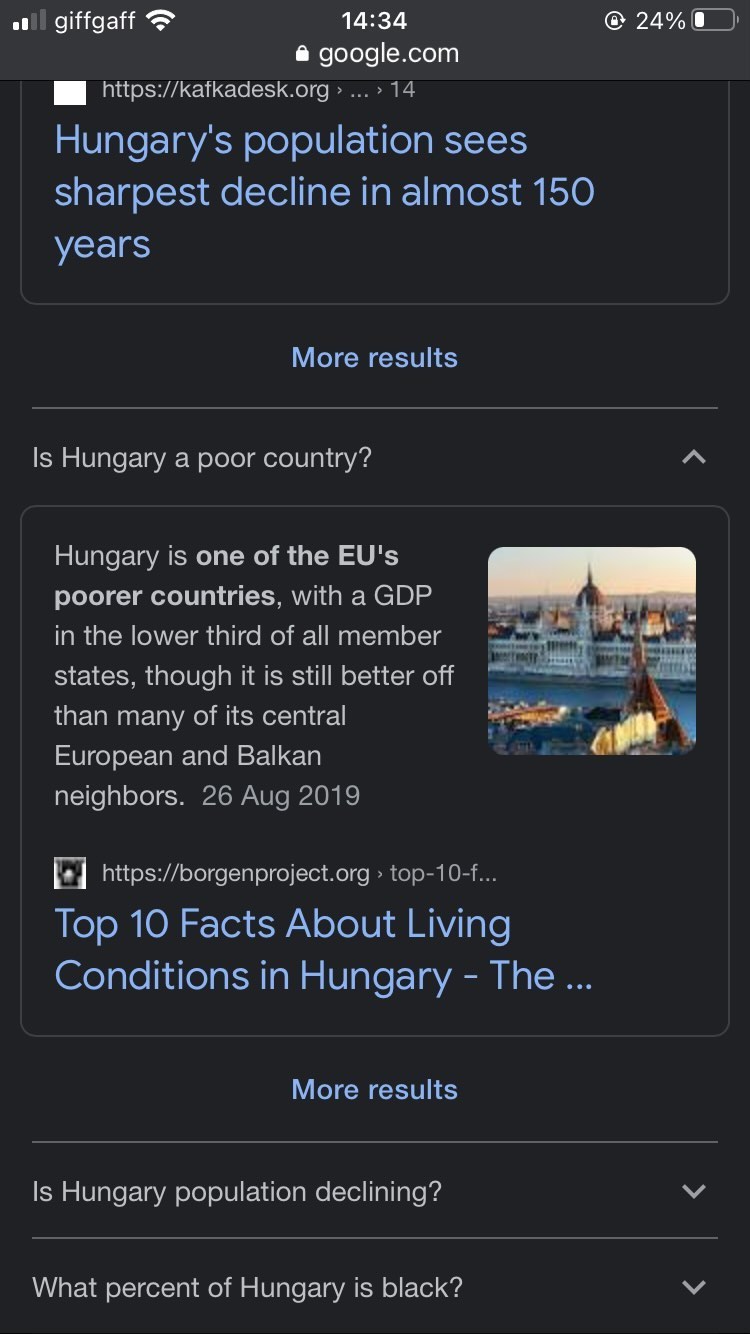 giffgaff 14:34 24%
google.com
https://kafkadesk.org › ... › 14
Hungary's population sees
sharpest decline in almost 150
years
More results
Is Hungary a poor country?
Hungary is one of the EU's
poorer countries, with a GDP
in the lower third of all member
states, though it is still better off
than many of its central
European and Balkan
neighbors. 26 Aug 2019
https://borgenproject.org › top-10-f...
Top 10 Facts About Living
Conditions in Hungary - The ...
More results
Is Hungary population declining?
What percent of Hungary is black?